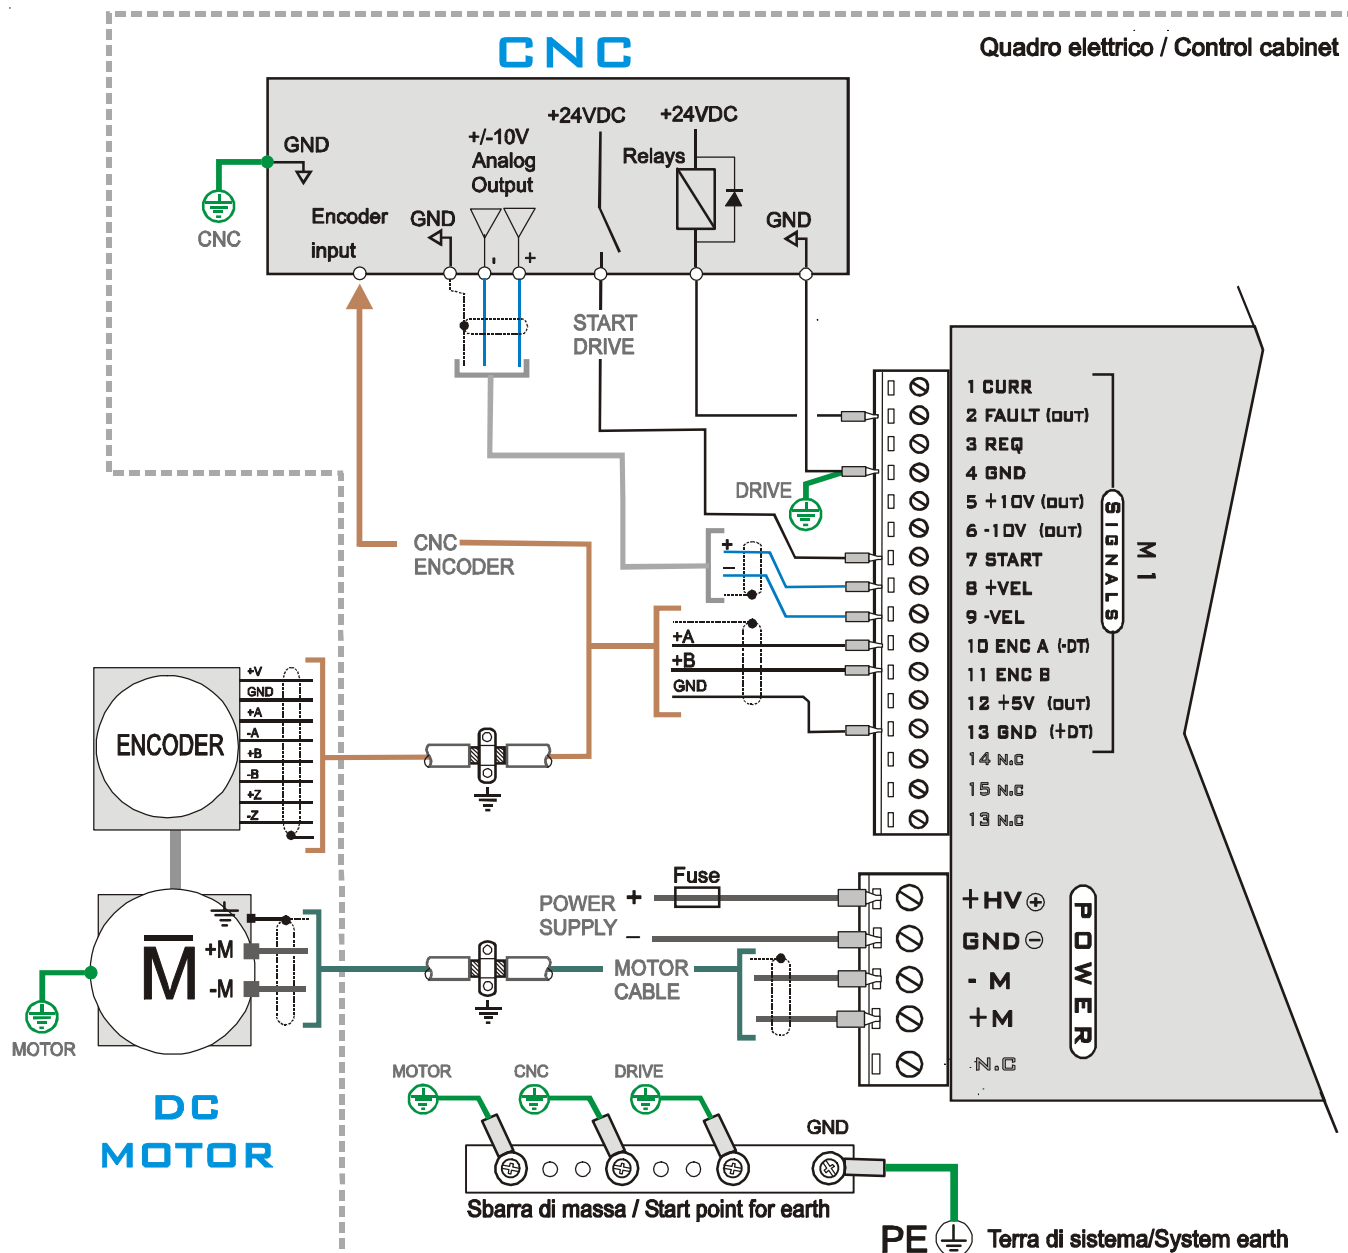 Quadro elettrico / Control cabinet
CNC
+24VDC
+24VDC
+/-10V
Analog
Output
Relays
GND
Encoder
input
GND
GND
CNC
- +
START
DRIVE
DRIVE
CNC
ENCODER
+
–
+A
+B
GND
1 CURR
2 FAULT (OUT)
3 REQ
4 GND
5 +10V (OUT)
6 -10V (OUT)
7 START
8 +VEL
9 -VEL
10 ENC A (-DT)
11 ENC B
12 +5V (OUT)
13 GND (+DT)
14 N.C
15 N.C
13 N.C
SIGNALS
M 1
ENCODER
+V
GND
+A
-A
+B
-B
+Z
-Z
M
+M
-M
MOTOR
DC
MOTOR
POWER
SUPPLY
+
–
Fuse
MOTOR
CABLE
+HV +
GND -
- M
+M
N.C
POWER
MOTOR
CNC
DRIVE
GND
Sbarra di massa / Start point for earth
PE
Terra di sistema/System earth